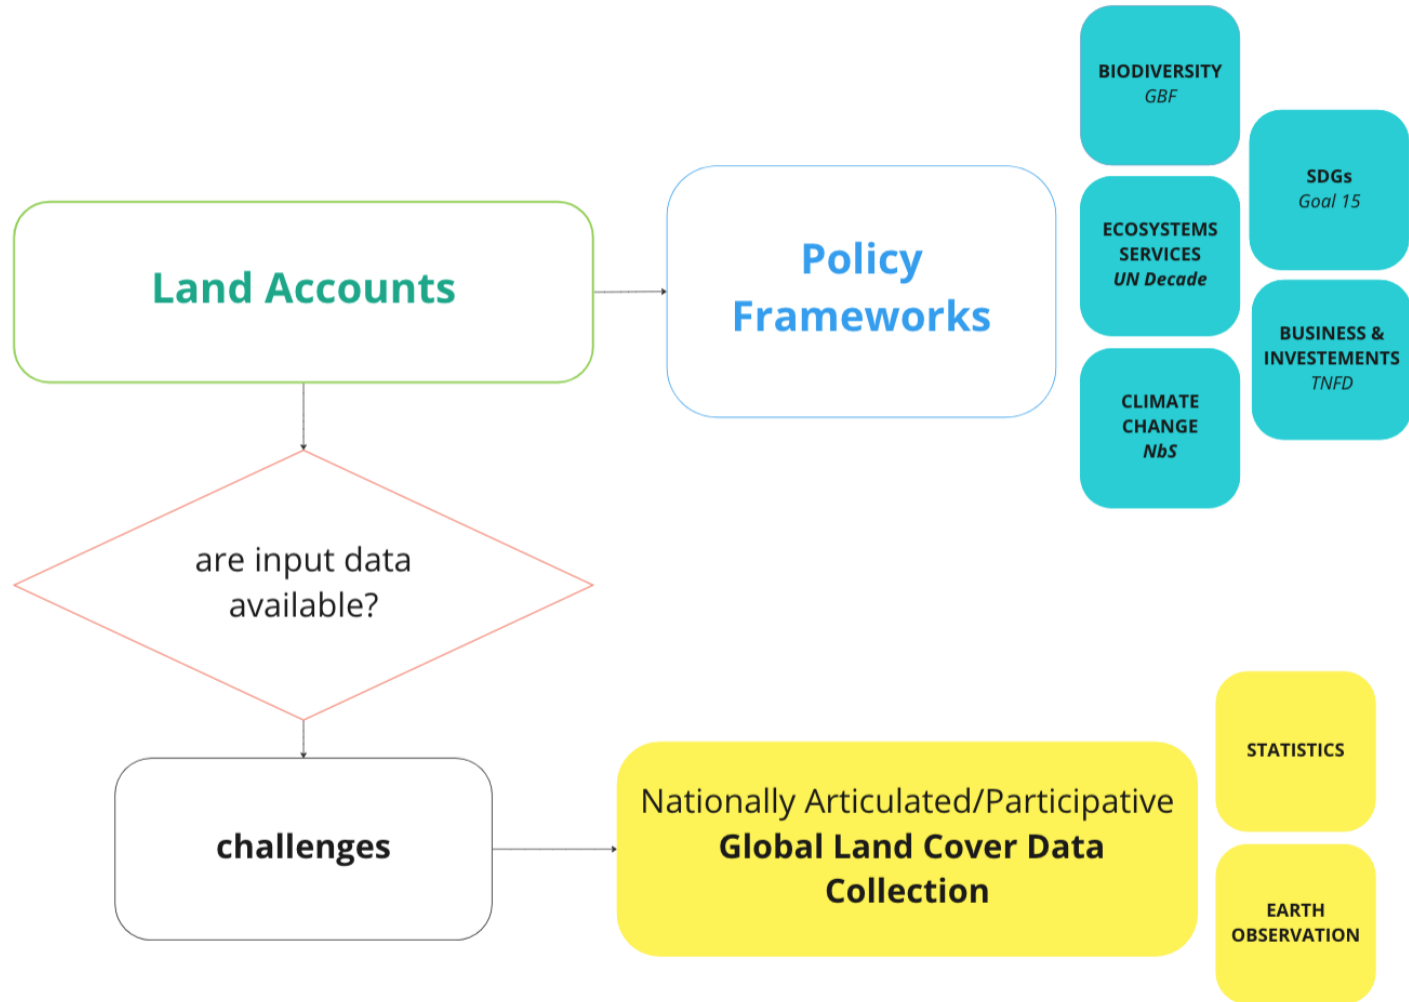 BIODIVERSITY
GBF
SDGs
Goal 15
ECOSYSTEMS
SERVICES
UN Decade
Land Accounts
Policy
Frameworks
BUSINESS &
INVESTEMENTS
TNFD
CLIMATE
CHANGE
NbS
are input data
available?
STATISTICS
challenges
Nationally Articulated/Participative
Global Land Cover Data
Collection
EARTH
OBSERVATION